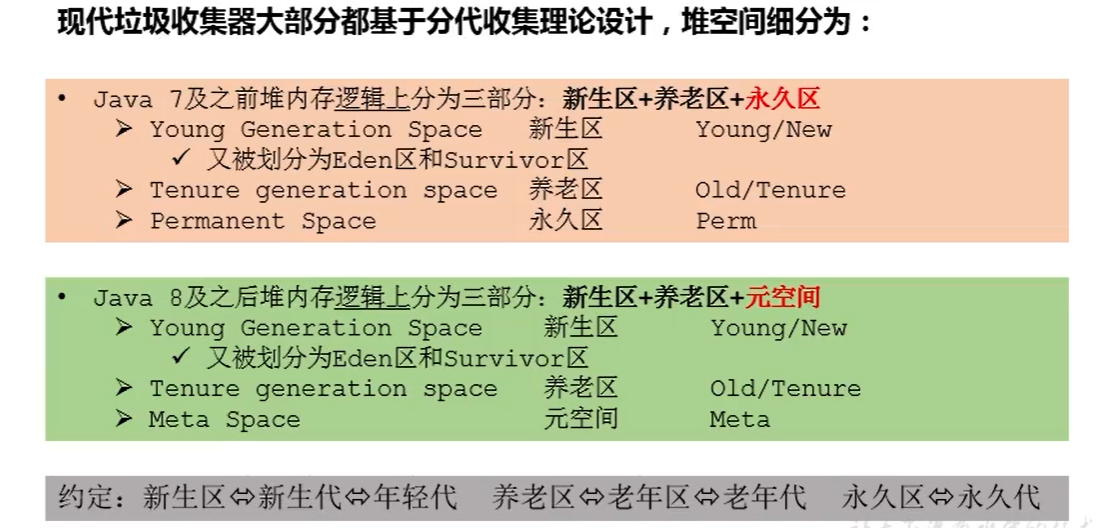 现代垃圾收集器大部分都基于分代收集理论设计，堆空间细分为：
• Java 7及之前堆内存逻辑上分为三部分：新生区+养老区+永久区
➢ Young Generation Space 新生区 Young/New
✓ 又被划分为Eden区和Survivor区
➢ Tenure generation space 养老区 Old/Tenure
➢ Permanent Space 永久区 Perm
• Java 8及之后堆内存逻辑上分为三部分：新生区+养老区+元空间
➢ Young Generation Space 新生区 Young/New
✓ 又被划分为Eden区和Survivor区
➢ Tenure generation space 养老区 Old/Tenure
➢ Meta Space 元空间 Meta
约定：新生区⇔新生代⇔年轻代 养老区⇔老年区⇔老年代 永久区⇔永久代